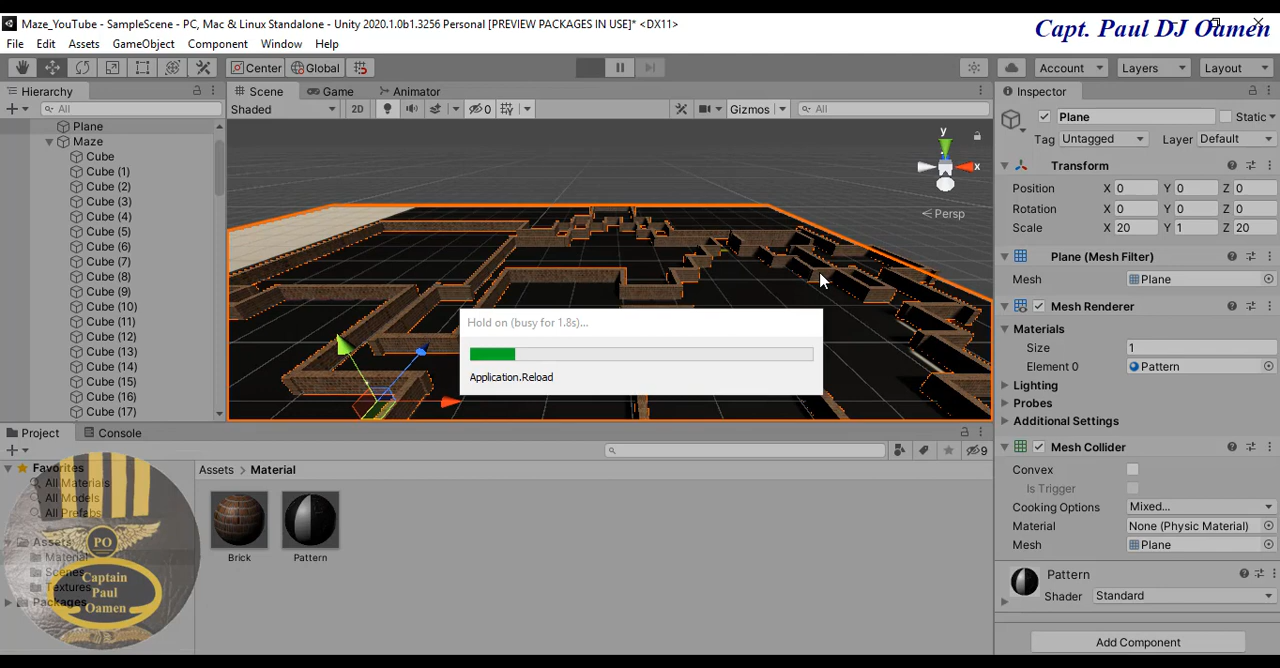 Maze_YouTube - SampleScene - PC, Mac & Linux Standalone - Unity 2020.1.0b1.3256 Personal [PREVIEW PACKAGES IN USE]* <DX11>
Capt. Paul DJ Oamen
File Edit Assets GameObject Component Window Help
Center Global Account Layers Layout
Hierarchy
All
Plane
Maze
Cube
Cube (1)
Cube (2)
Cube (3)
Cube (4)
Cube (5)
Cube (6)
Cube (7)
Cube (8)
Cube (9)
Cube (10)
Cube (11)
Cube (12)
Cube (13)
Cube (14)
Cube (15)
Cube (16)
Cube (17)
Scene Game Animator
Shaded 2D 0 Gizmos All
y
x
Persp
Hold on (busy for 1.8s)...
Application.Reload
Inspector
Plane Static
Tag Untagged Layer Default
Transform
Position X 0 Y 0 Z 0
Rotation X 0 Y 0 Z 0
Scale X 20 Y 1 Z 20
Plane (Mesh Filter)
Mesh Plane
Mesh Renderer
Materials
Size 1
Element 0 Pattern
Lighting
Probes
Additional Settings
Mesh Collider
Convex
Is Trigger
Cooking Options Mixed...
Material None (Physic Material)
Mesh Plane
Pattern
Shader Standard
Add Component
Project Console
9
Favorites
All Materials
All Models
All Prefabs
Assets
Material
Scenes
Textures
Packages
PO
Captain
Paul
Oamen
Assets > Material
Brick
Pattern